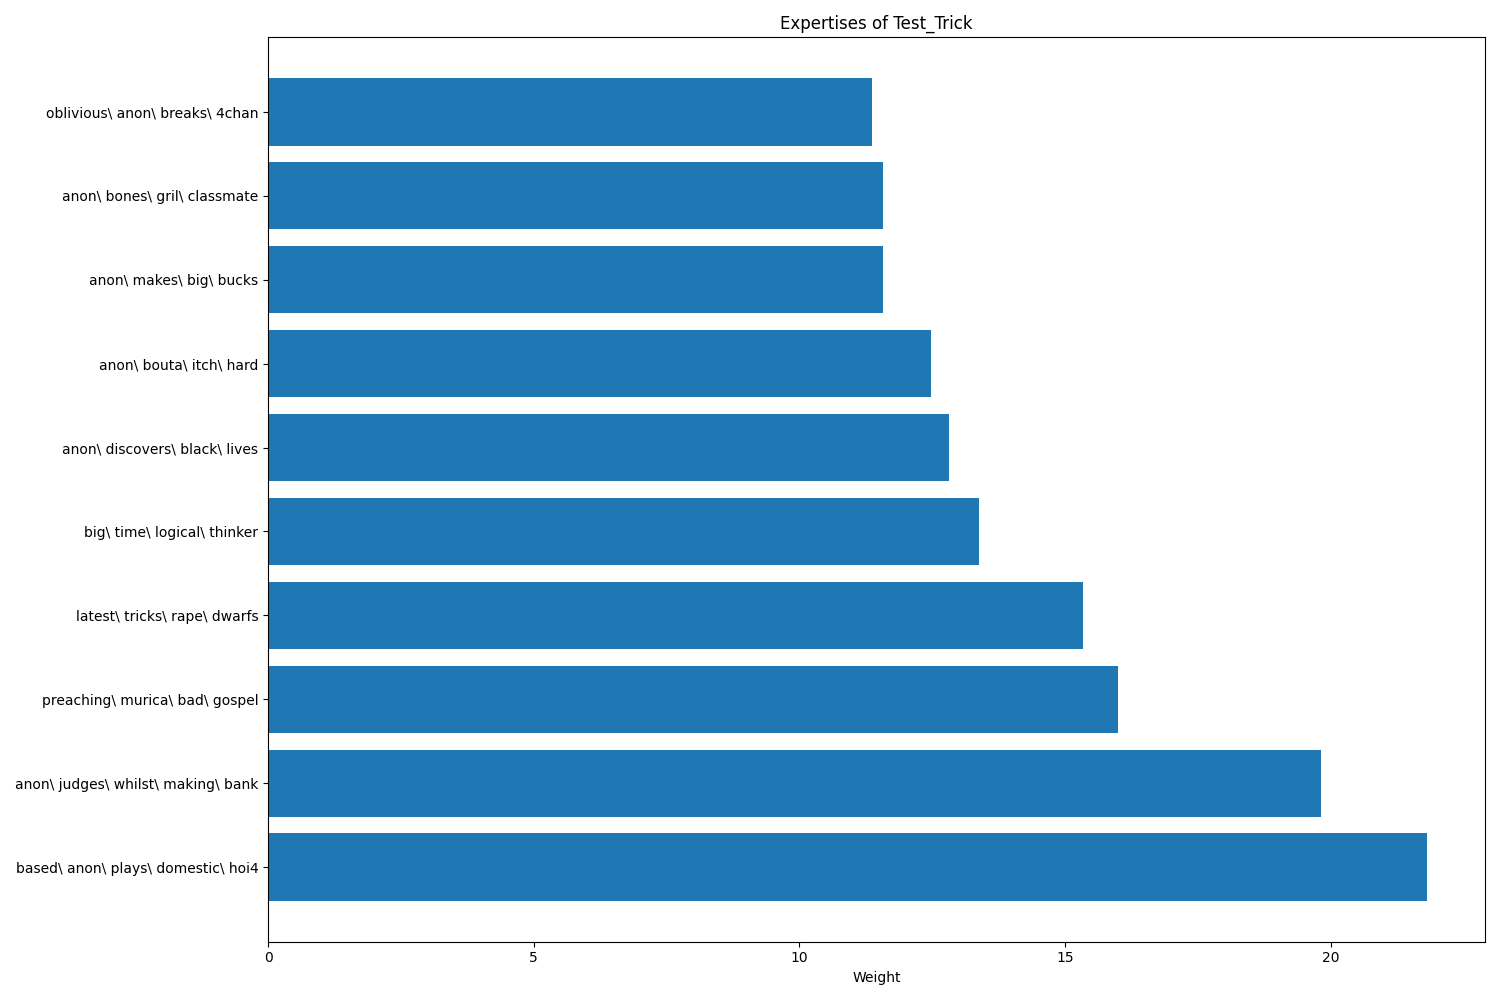 Expertises of Test_Trick
oblivious\ anon\ breaks\ 4chan
anon\ bones\ gril\ classmate
anon\ makes\ big\ bucks
anon\ bouta\ itch\ hard
anon\ discovers\ black\ lives
big\ time\ logical\ thinker
latest\ tricks\ rape\ dwarfs
preaching\ murica\ bad\ gospel
anon\ judges\ whilst\ making\ bank
based\ anon\ plays\ domestic\ hoi4
0 5 10 15 20
Weight